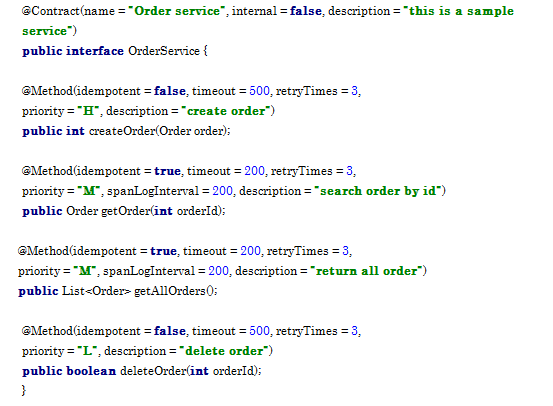 @Contract(name = "Order service", internal = false, description = "this is a sample
service")
public interface OrderService {
@Method(idempotent = false, timeout = 500, retryTimes = 3,
priority = "H", description = "create order")
public int createOrder(Order order);
@Method(idempotent = true, timeout = 200, retryTimes = 3,
priority = "M", spanLogInterval = 200, description = "search order by id")
public Order getOrder(int orderId);
@Method(idempotent = true, timeout = 200, retryTimes = 3,
priority = "M", spanLogInterval = 200, description = "return all order")
public List<Order> getAllOrders();
@Method(idempotent = false, timeout = 500, retryTimes = 3,
priority = "L", description = "delete order")
public boolean deleteOrder(int orderId);
}